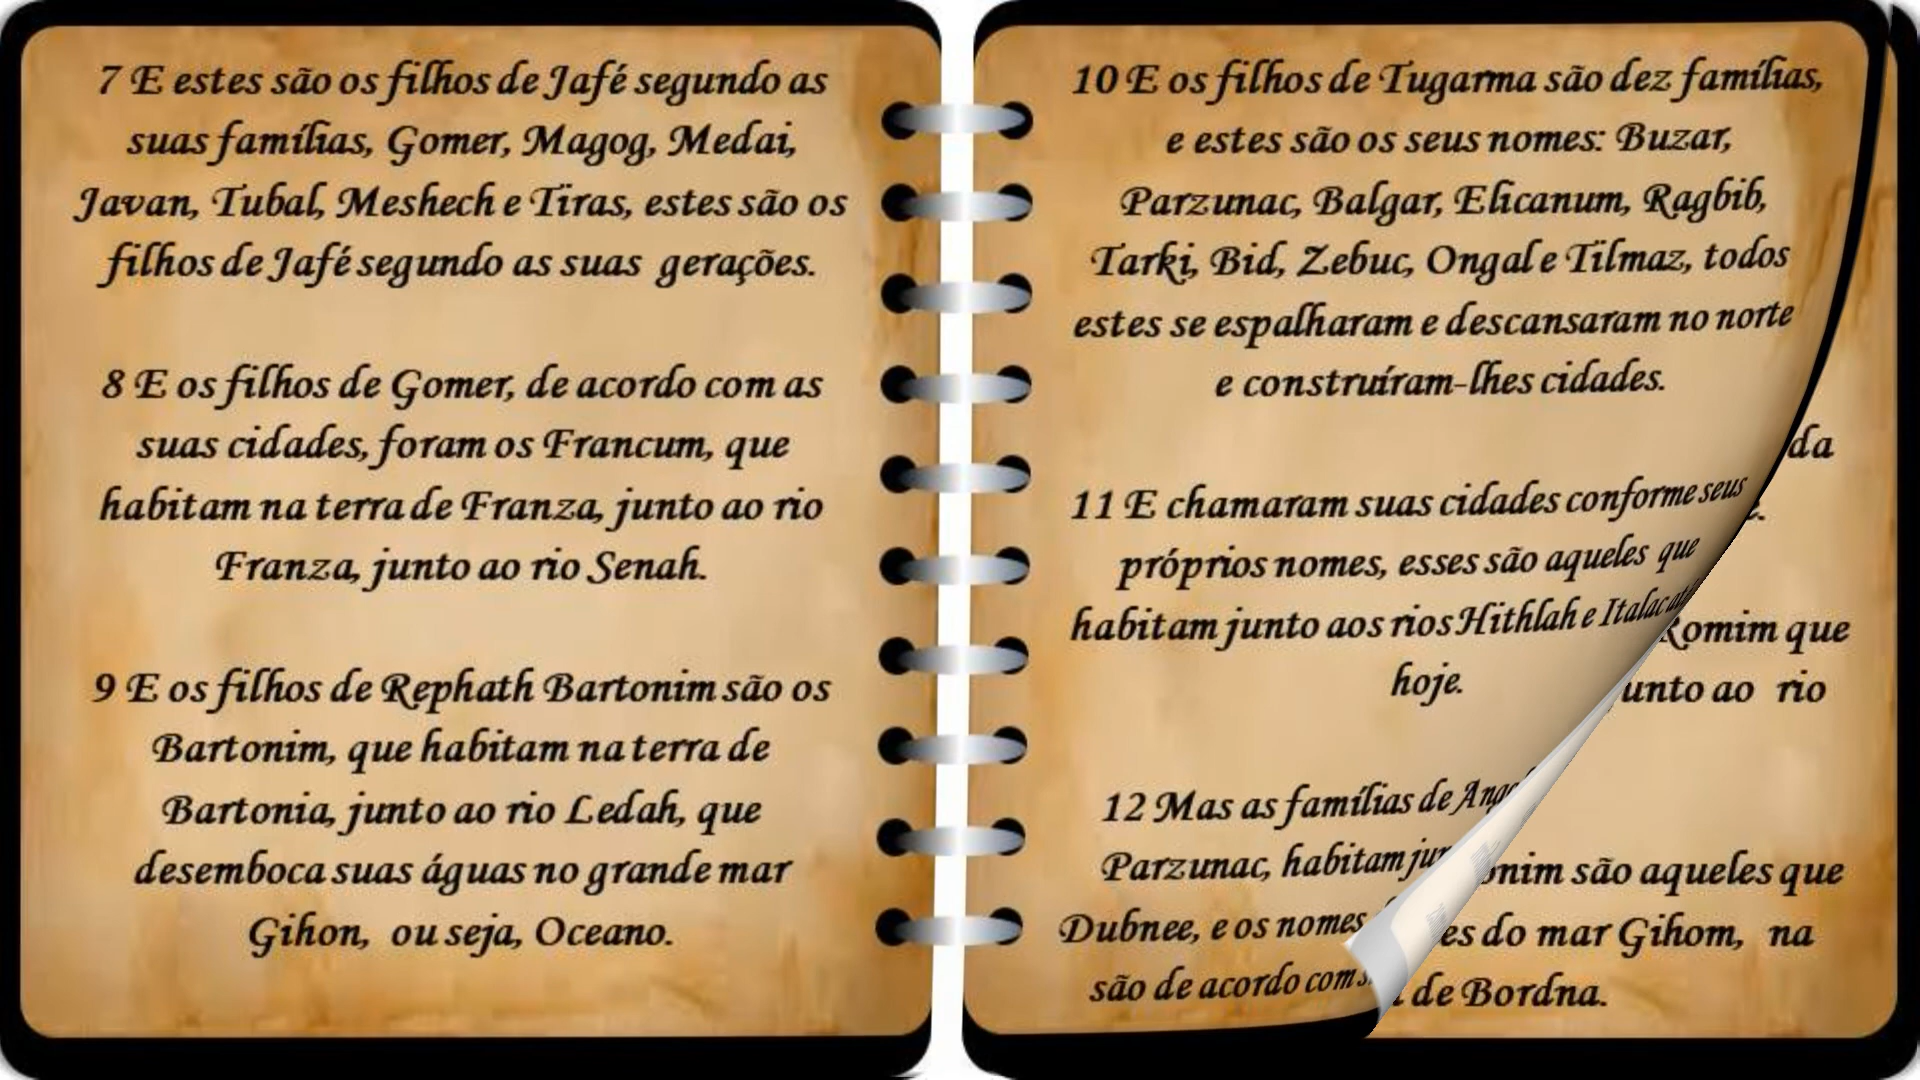 7 E estes são os filhos de Jafé segundo as
suas famílias, Gomer, Magog, Medai,
Javan, Tubal, Meshech e Tiras, estes são os
filhos de Jafé segundo as suas gerações.
8 E os filhos de Gomer, de acordo com as
suas cidades, foram os Francum, que
habitam na terra de Franza, junto ao rio
Franza, junto ao rio Senah.
9 E os filhos de Rephath Bartonim são os
Bartonim, que habitam na terra de
Bartonia, junto ao rio Ledah, que
desemboca suas águas no grande mar
Gihon, ou seja, Oceano.
10 E os filhos de Tugarma são dez famílias,
e estes são os seus nomes: Buzar,
Parzunac, Balgar, Elicanum, Ragbib,
Tarki, Bid, Zebuc, Ongal e Tilmaz, todos
estes se espalharam e descansaram no norte
e construíram-lhes cidades.
11 E chamaram suas cidades conforme seus
próprios nomes, esses são aqueles que
habitam junto aos rios Hithlah e Italac
hoje.
12 Mas as famílias de
Parzunac, habitam
Dubnee, e os nomes
são de acordo com
da
que
ao rio
são aqueles que
do mar Gihom, na
de Bordna.